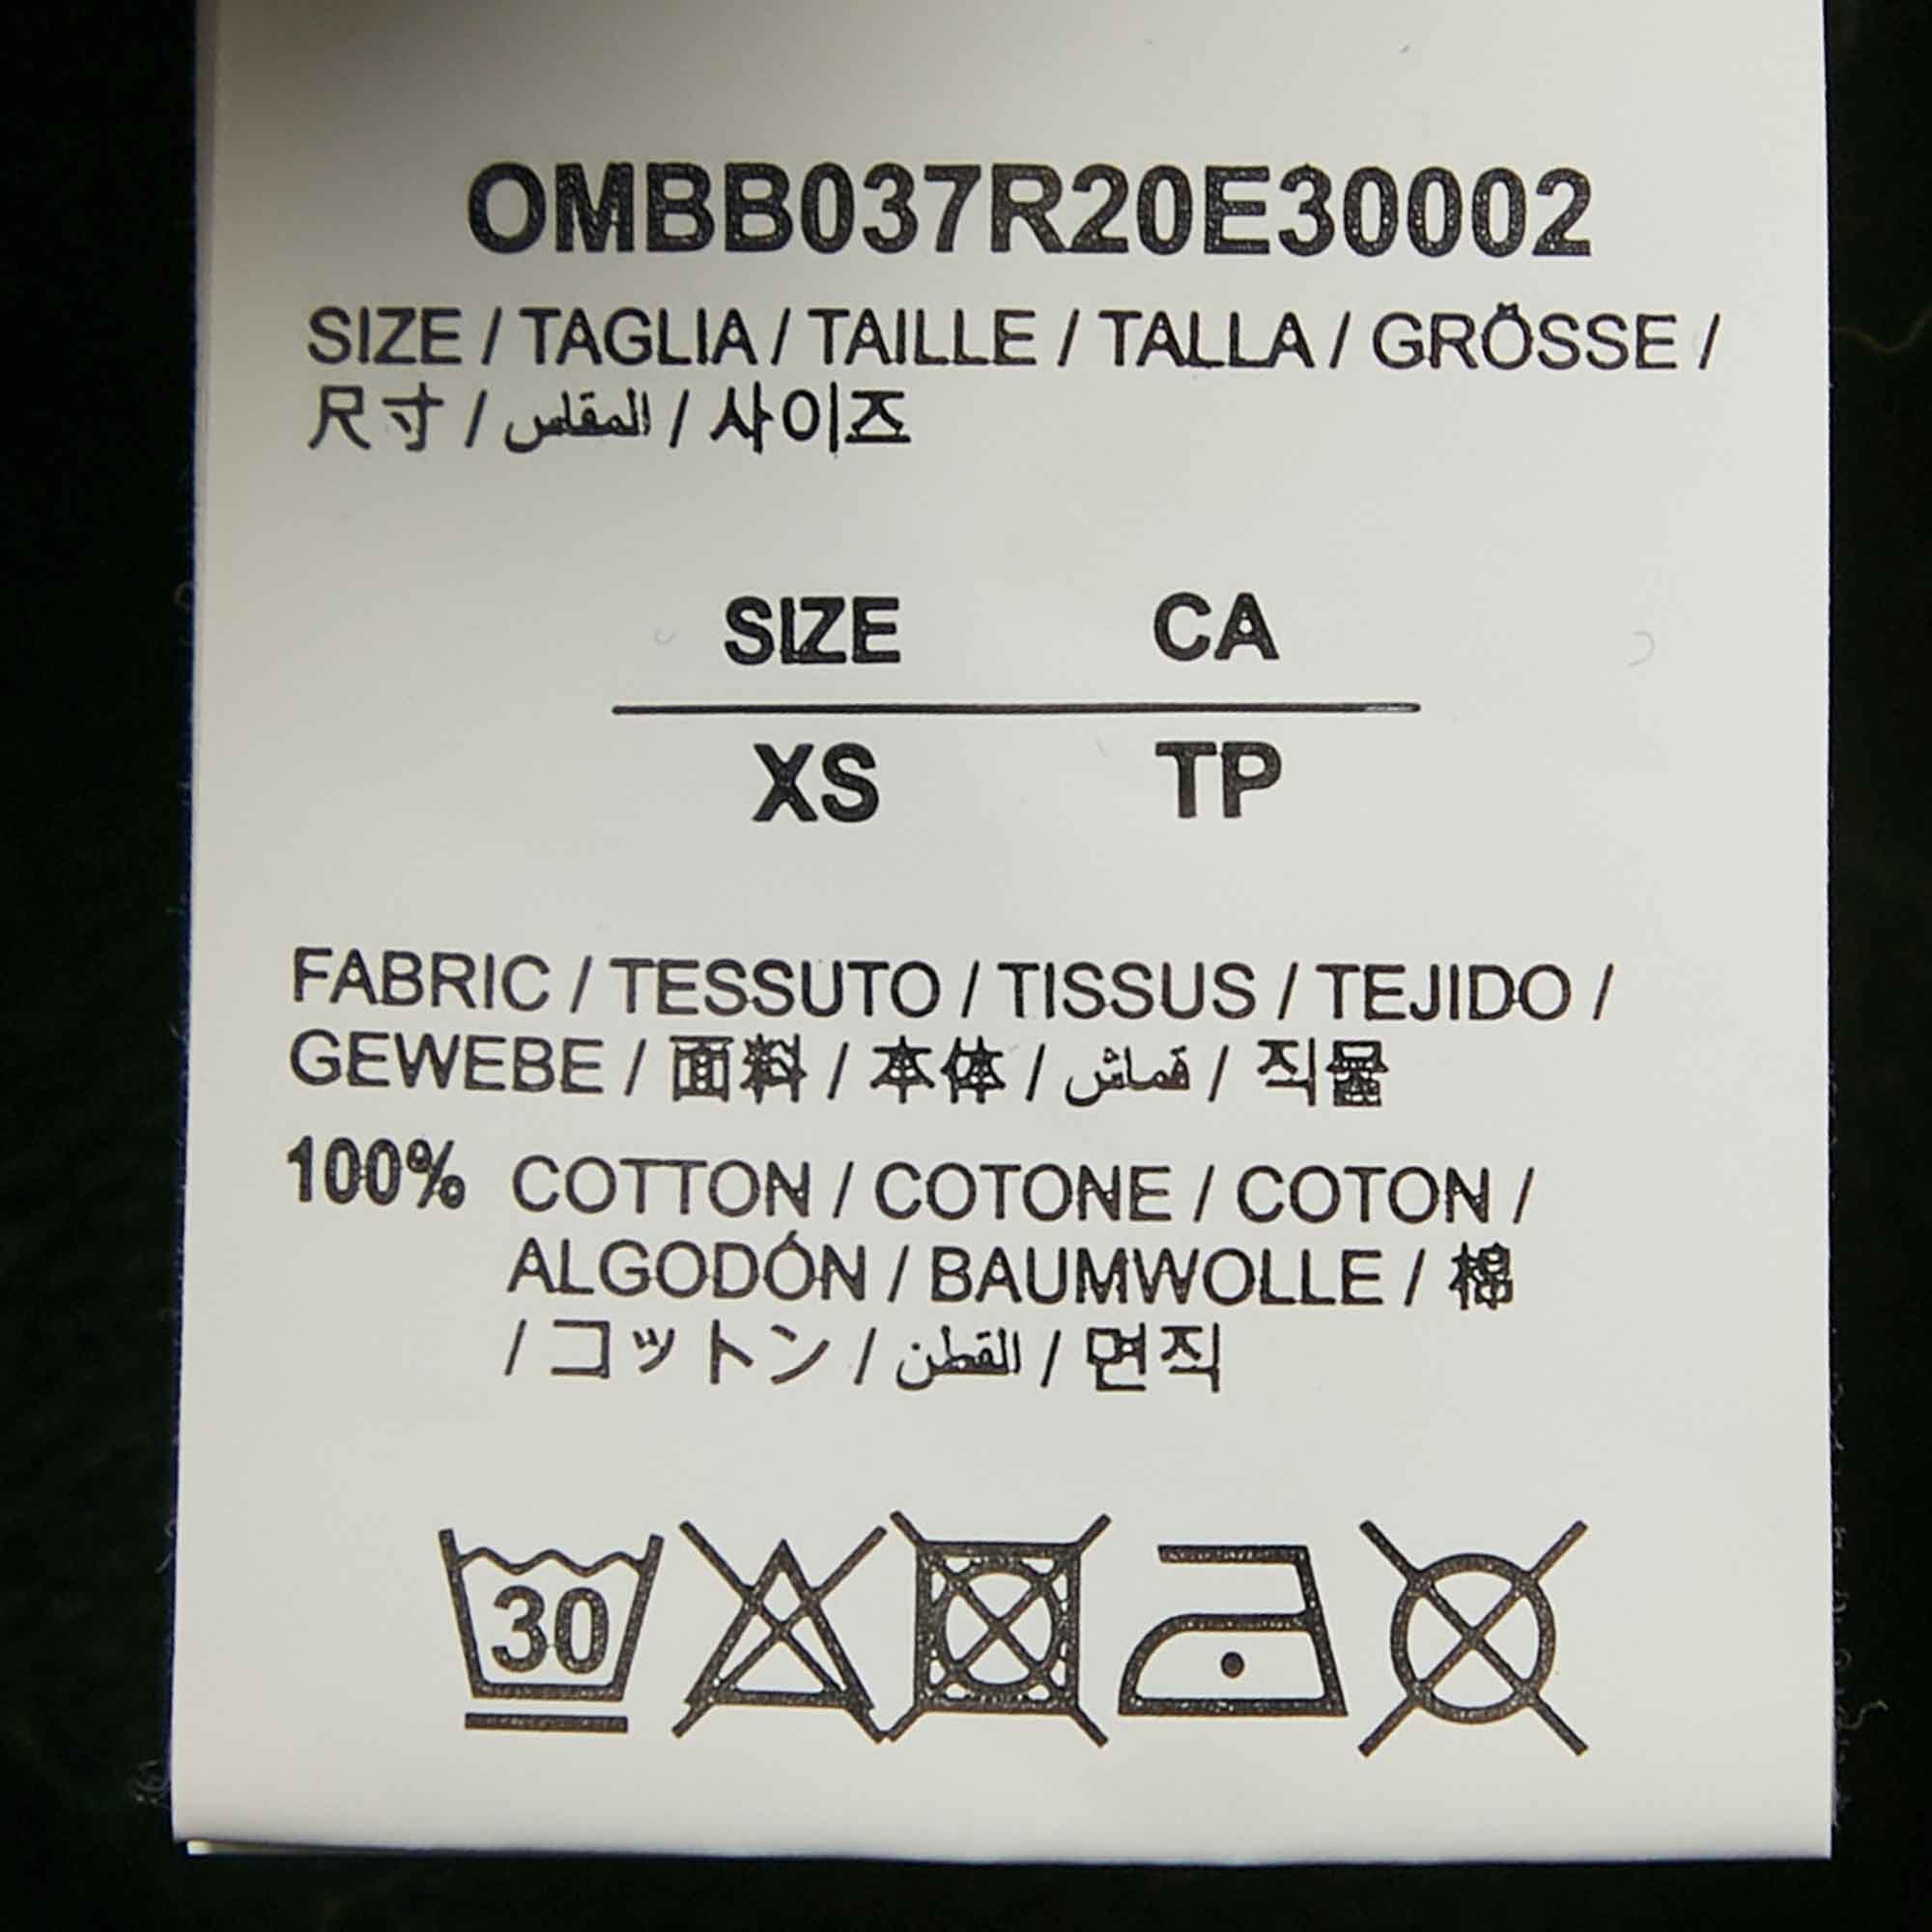 OMBB037R20E30002
SIZE / TAGLIA / TAILLE / TALLA / GRÖSSE /
尺寸 / المقاس / 사이즈
SIZE CA
XS TP
FABRIC / TESSUTO / TISSUS / TEJIDO /
GEWEBE / 面料 / 本体 / قماش / 직물
100% COTTON / COTONE / COTON /
ALGODÓN / BAUMWOLLE / 棉
/ コットン / القطن / 면직
30